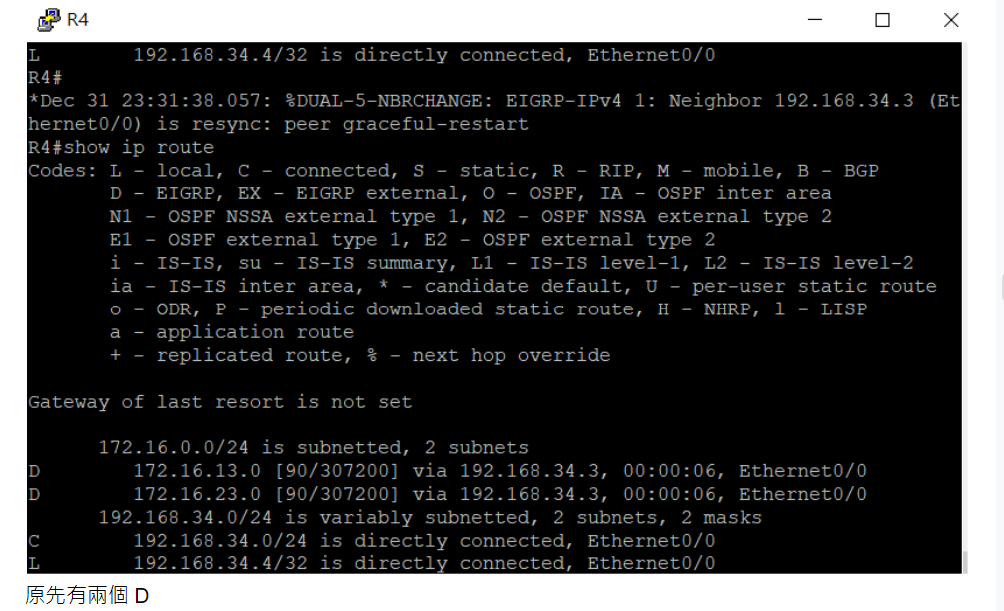 R4
L        192.168.34.4/32 is directly connected, Ethernet0/0
R4#
*Dec 31 23:31:38.057: %DUAL-5-NBRCHANGE: EIGRP-IPv4 1: Neighbor 192.168.34.3 (Et
hernet0/0) is resync: peer graceful-restart
R4#show ip route
Codes: L - local, C - connected, S - static, R - RIP, M - mobile, B - BGP
       D - EIGRP, EX - EIGRP external, O - OSPF, IA - OSPF inter area
       N1 - OSPF NSSA external type 1, N2 - OSPF NSSA external type 2
       E1 - OSPF external type 1, E2 - OSPF external type 2
       i - IS-IS, su - IS-IS summary, L1 - IS-IS level-1, L2 - IS-IS level-2
       ia - IS-IS inter area, * - candidate default, U - per-user static route
       o - ODR, P - periodic downloaded static route, H - NHRP, l - LISP
       a - application route
       + - replicated route, % - next hop override
Gateway of last resort is not set
      172.16.0.0/24 is subnetted, 2 subnets
D        172.16.13.0 [90/307200] via 192.168.34.3, 00:00:06, Ethernet0/0
D        172.16.23.0 [90/307200] via 192.168.34.3, 00:00:06, Ethernet0/0
      192.168.34.0/24 is variably subnetted, 2 subnets, 2 masks
C        192.168.34.0/24 is directly connected, Ethernet0/0
L        192.168.34.4/32 is directly connected, Ethernet0/0
原先有兩個 D